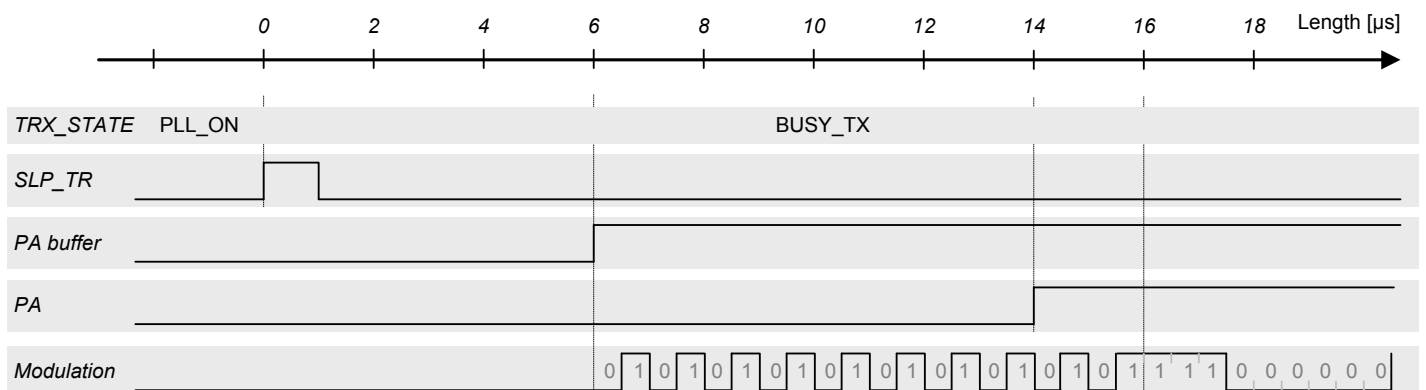 0 2 4 6 8 10 12 14 16 18 Length [µs]
TRX_STATE PLL_ON BUSY_TX
SLP_TR
PA buffer
PA
Modulation 0 1 0 1 0 1 0 1 0 1 0 1 0 1 0 1 0 1 0 1 1 1 1 0 0 0 0 0 0